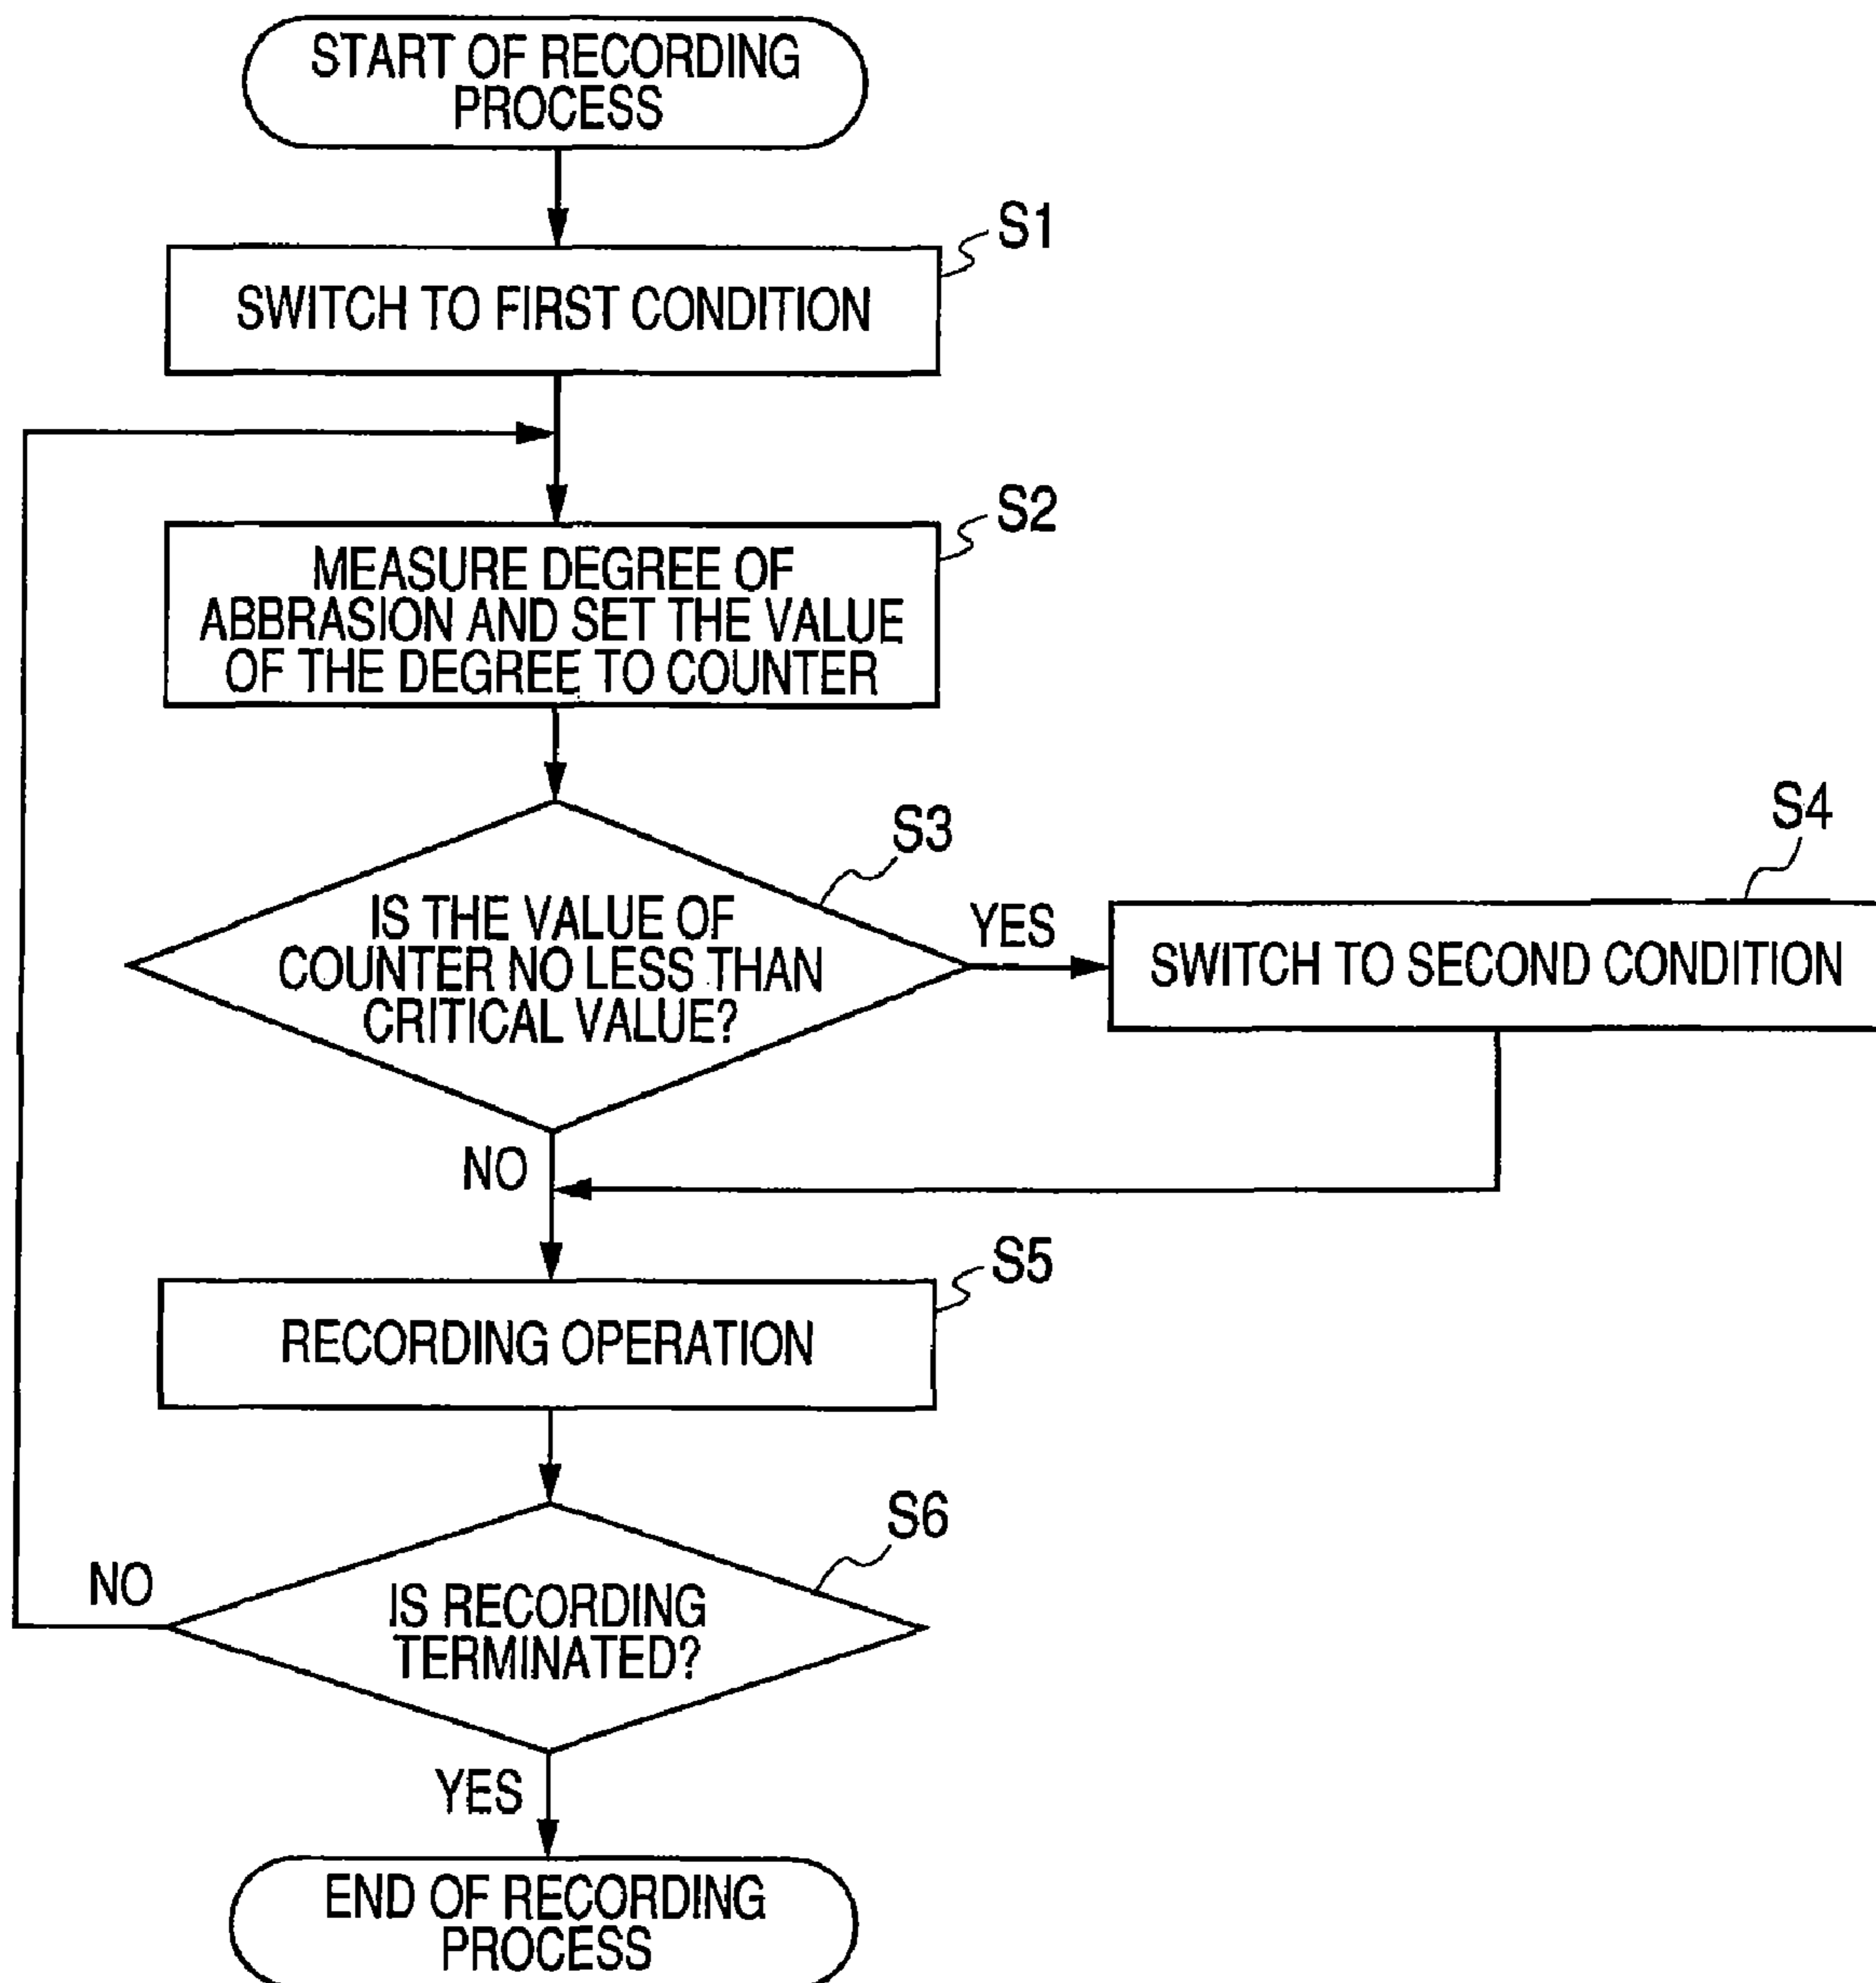 START OF RECORDING
PROCESS
S1
SWITCH TO FIRST CONDITION
S2
MEASURE DEGREE OF
ABBRASION AND SET THE VALUE
OF THE DEGREE TO COUNTER
S3
IS THE VALUE OF
COUNTER NO LESS THAN
CRITICAL VALUE?
YES
S4
SWITCH TO SECOND CONDITION
NO
S5
RECORDING OPERATION
S6
IS RECORDING
TERMINATED?
NO
YES
END OF RECORDING
PROCESS